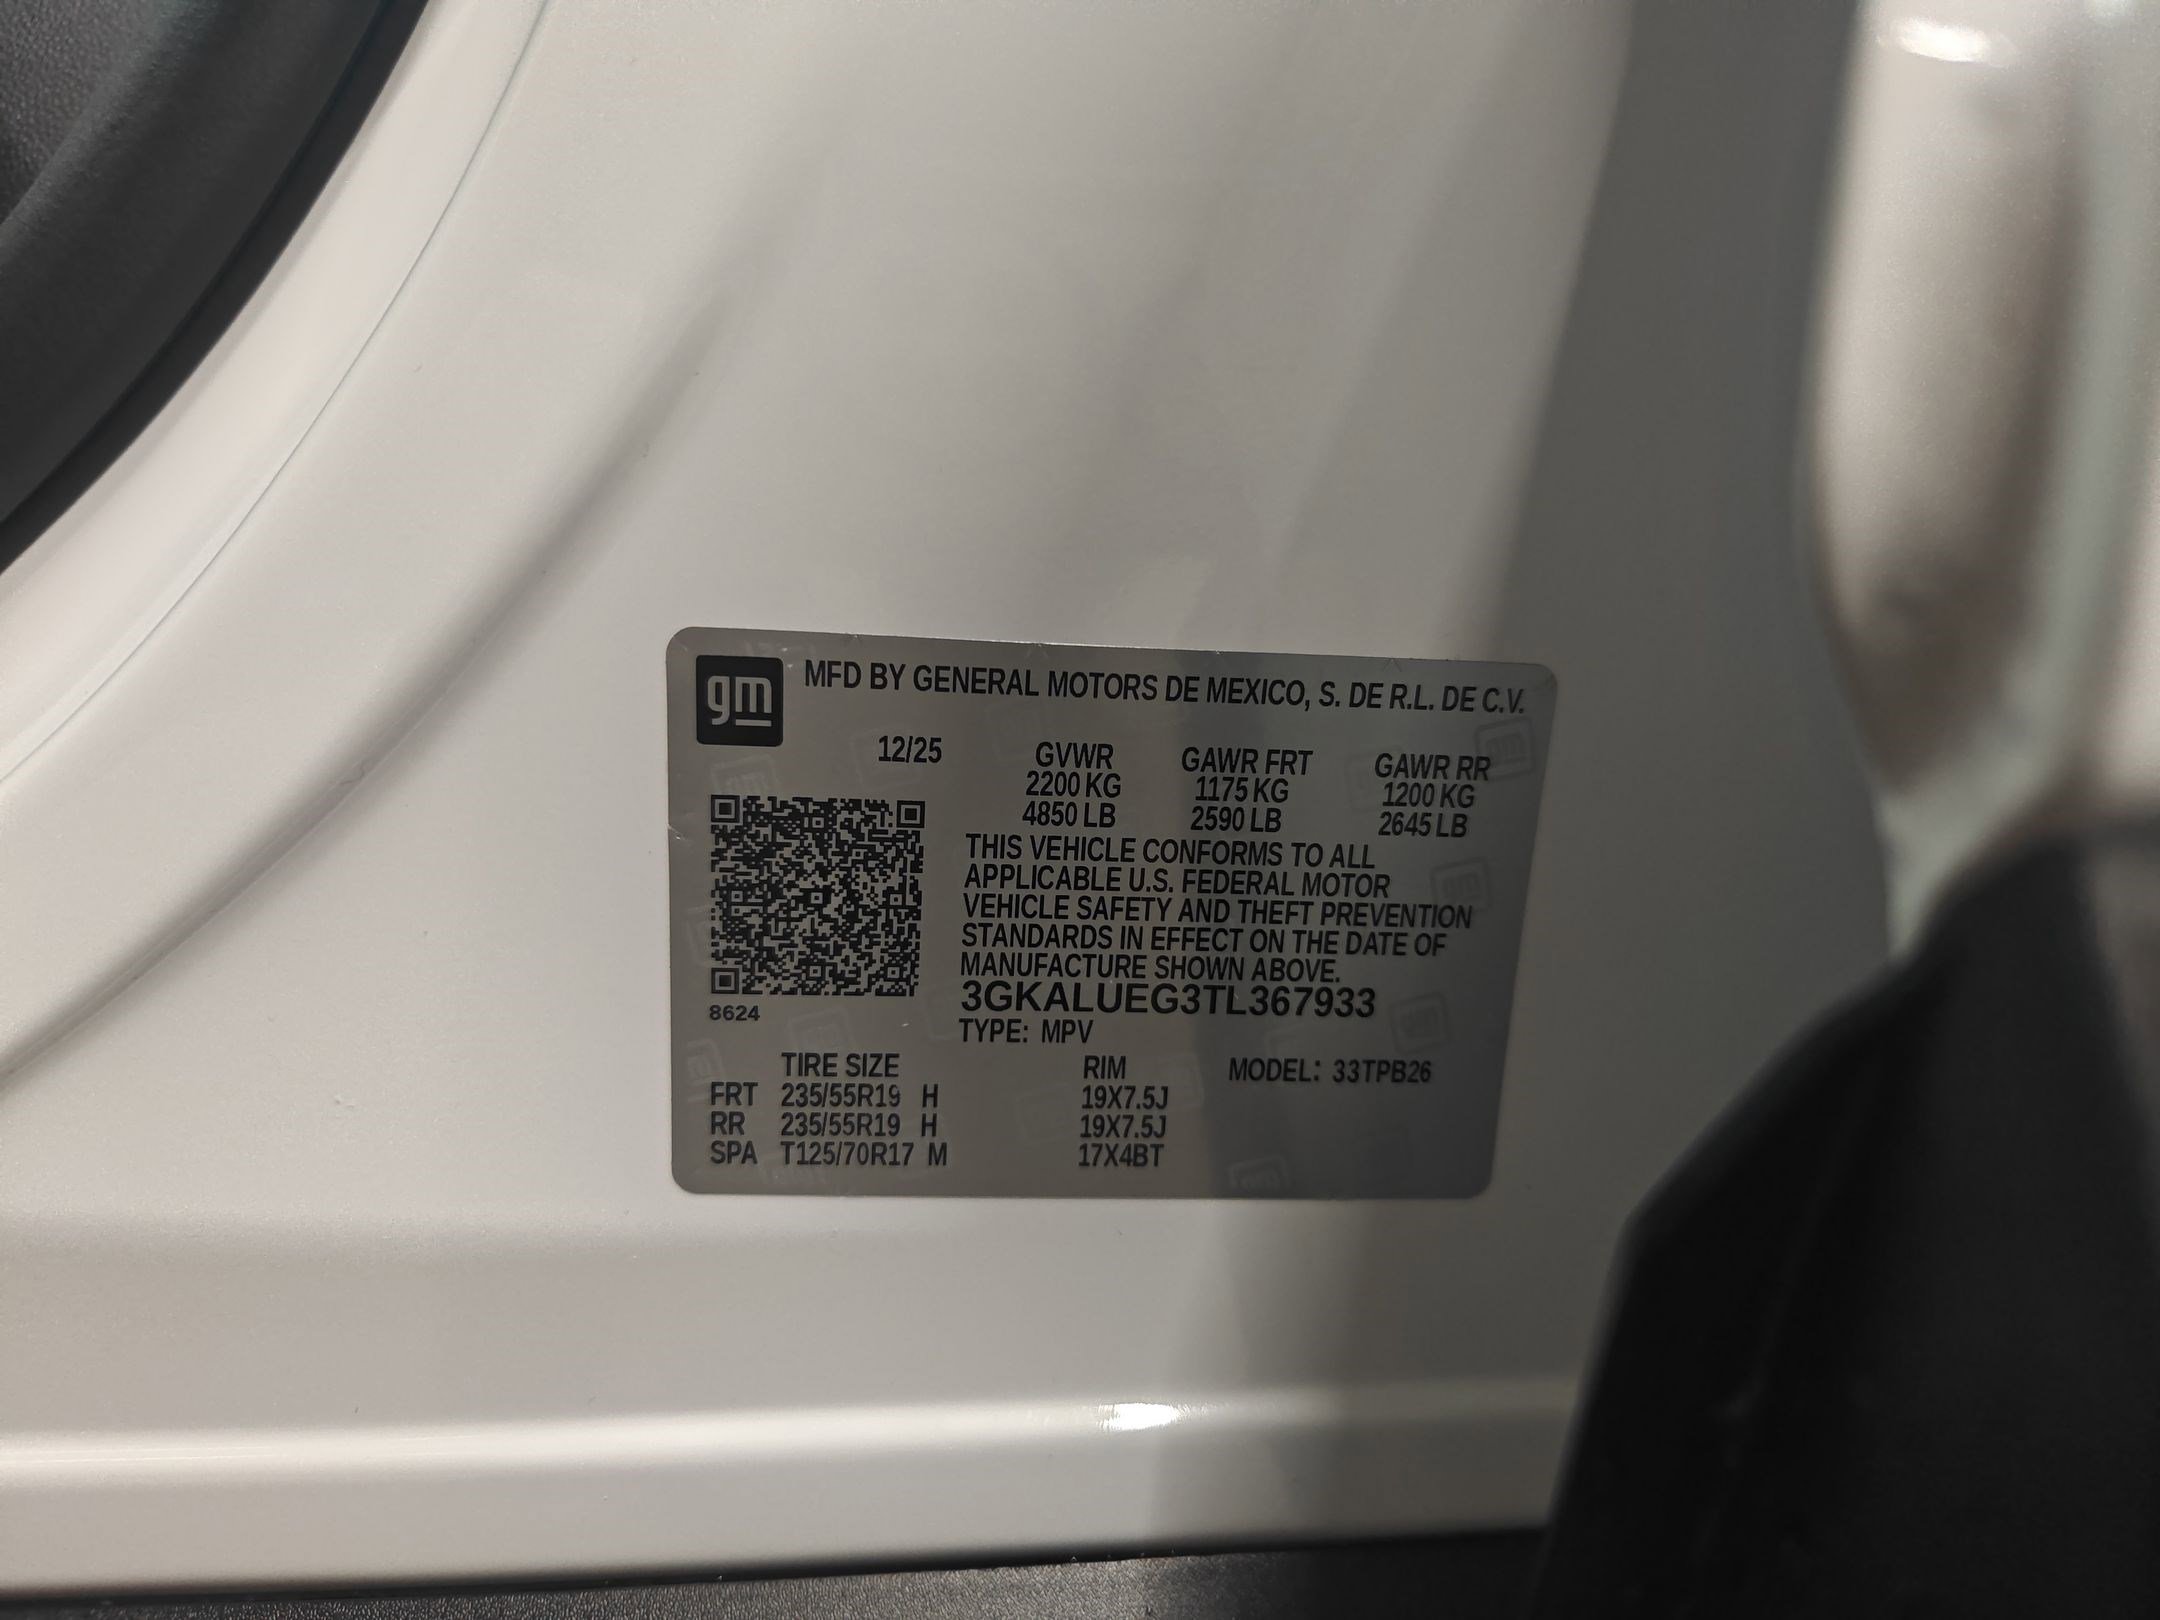 gm MFD BY GENERAL MOTORS DE MEXICO, S. DE R.L. DE C.V.
12/25 GVWR GAWR FRT GAWR RR
2200 KG 1175 KG 1200 KG
4850 LB 2590 LB 2645 LB
THIS VEHICLE CONFORMS TO ALL
APPLICABLE U.S. FEDERAL MOTOR
VEHICLE SAFETY AND THEFT PREVENTION
STANDARDS IN EFFECT ON THE DATE OF
MANUFACTURE SHOWN ABOVE.
3GKALUEG3TL367933
8624
TYPE: MPV
TIRE SIZE RIM MODEL: 33TPB26
FRT 235/55R19 H 19X7.5J
RR 235/55R19 H 19X7.5J
SPA T125/70R17 M 17X4BT